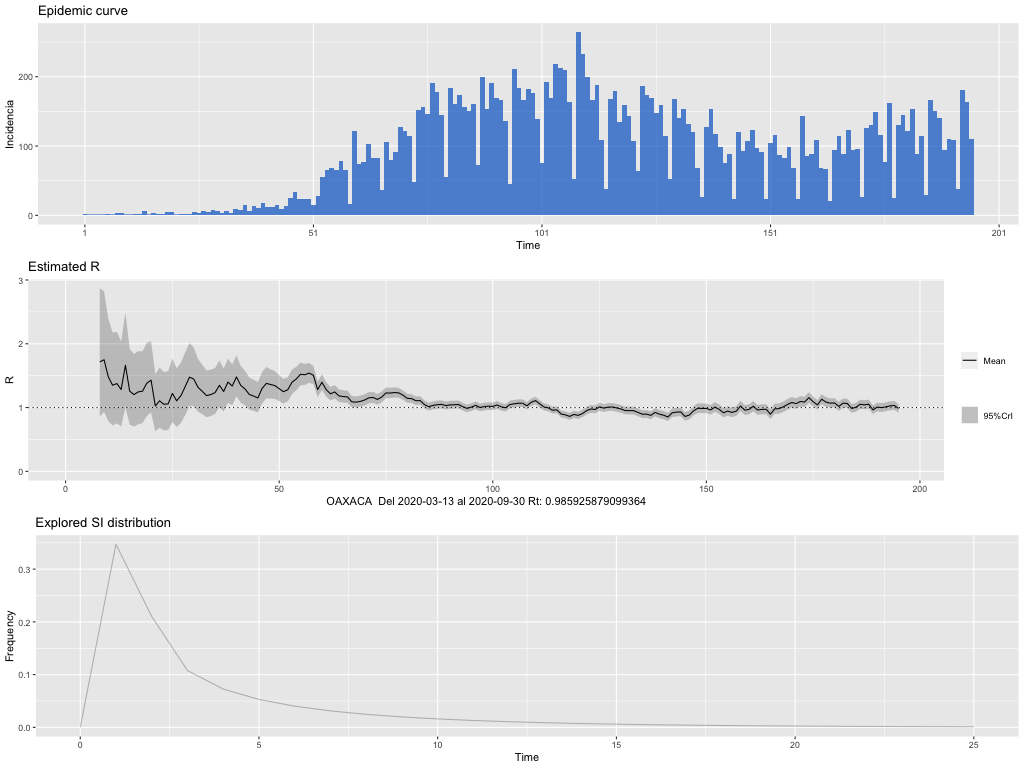 Epidemic curve
Incidencia
200
100
0
1 51 101 151 201
Time
Estimated R
R
3
2
1
0
0 50 100 150 200
OAXACA Del 2020-03-13 al 2020-09-30 Rt: 0.985925879099364
Mean
95%CrI
Explored SI distribution
Frequency
0.3
0.2
0.1
0.0
0 5 10 15 20 25
Time